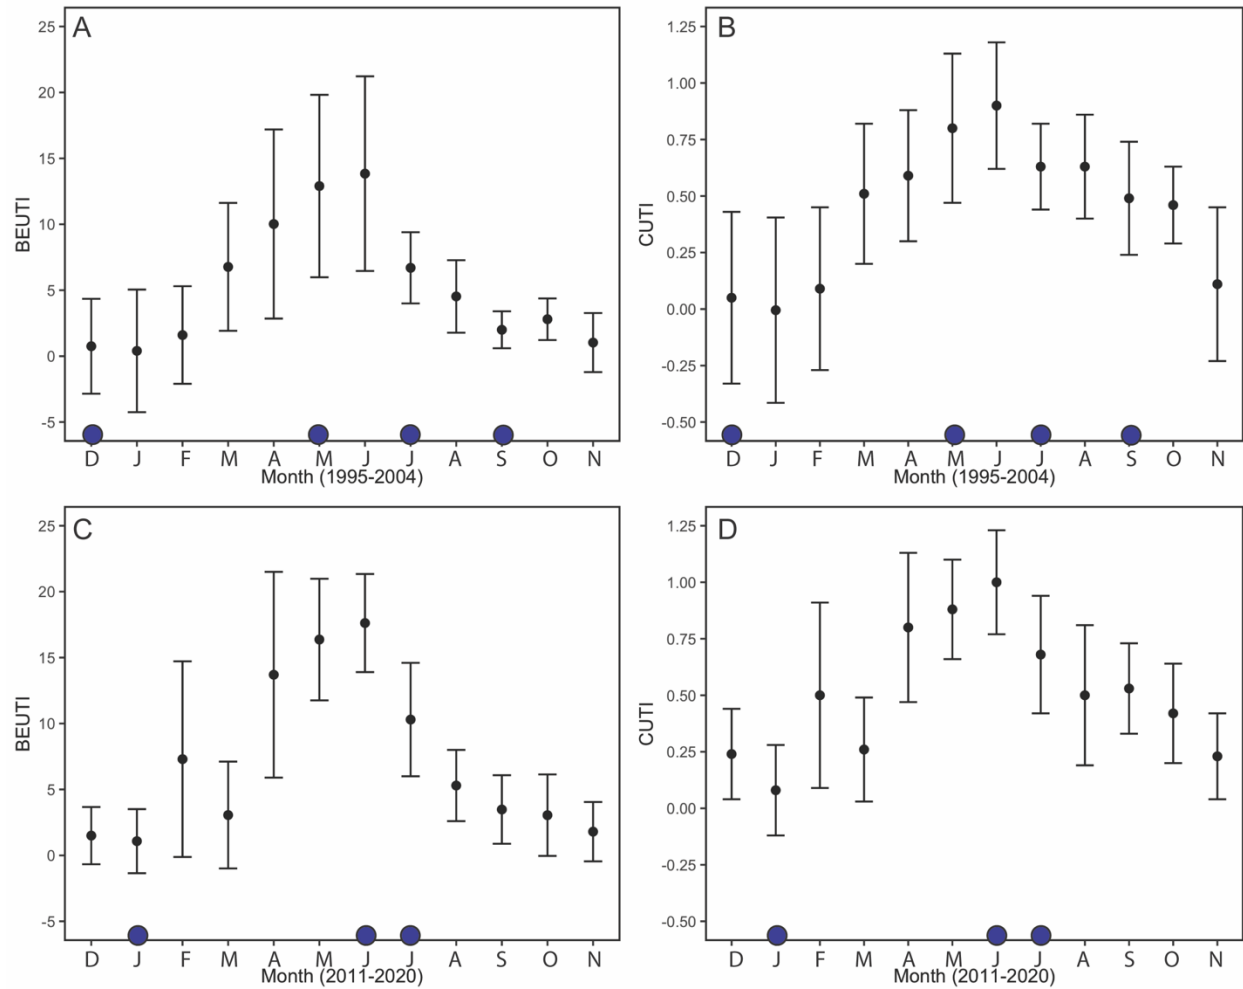 A
25
20
15
10
5
0
-5
BEUTI
D J F M A M J J A S O N
Month (1995-2004)
B
1.25
1.00
0.75
0.50
0.25
0.00
-0.25
-0.50
CUTI
D J F M A M J J A S O N
Month (1995-2004)
C
25
20
15
10
5
0
-5
BEUTI
D J F M A M J J A S O N
Month (2011-2020)
D
1.25
1.00
0.75
0.50
0.25
0.00
-0.25
-0.50
CUTI
D J F M A M J J A S O N
Month (2011-2020)